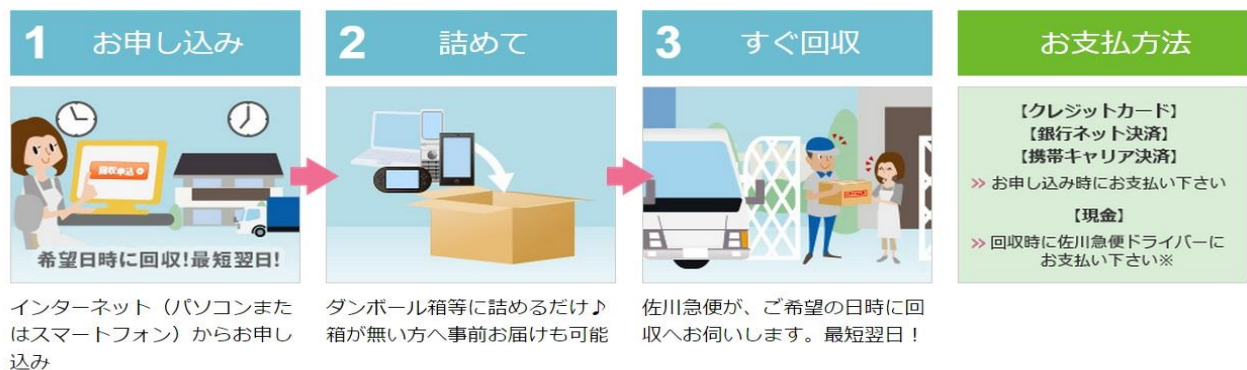 1 お申し込み
2 詰めて
3 すぐ回収
お支払方法
回収申込
希望日時に回収!最短翌日!
インターネット（パソコンまた
はスマートフォン）からお申し
込み
ダンボール箱等に詰めるだけ♪
箱が無い方へ事前お届けも可能
佐川急便が、ご希望の日時に回
収へお伺いします。最短翌日！
【クレジットカード】
【銀行ネット決済】
【携帯キャリア決済】
>> お申し込み時にお支払い下さい
【現金】
>> 回収時に佐川急便ドライバーに
お支払い下さい※